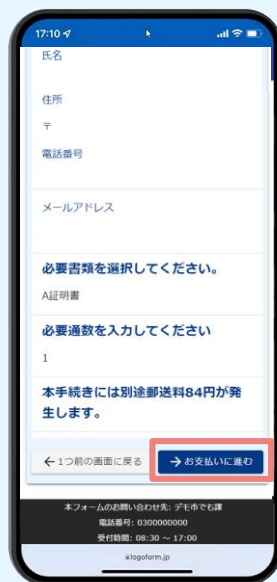 17:10
氏名
住所
〒
電話番号
メールアドレス
必要書類を選択してください。
A証明書
必要通数を入力してください
1
本手続きには別途郵送料84円が発
生します。
←1つ前の画面に戻る →お支払いに進む
本フォームのお問い合わせ先: デモ市でも課
電話番号: 0300000000
受付時間: 08:30 ～ 17:00
logoform.jp